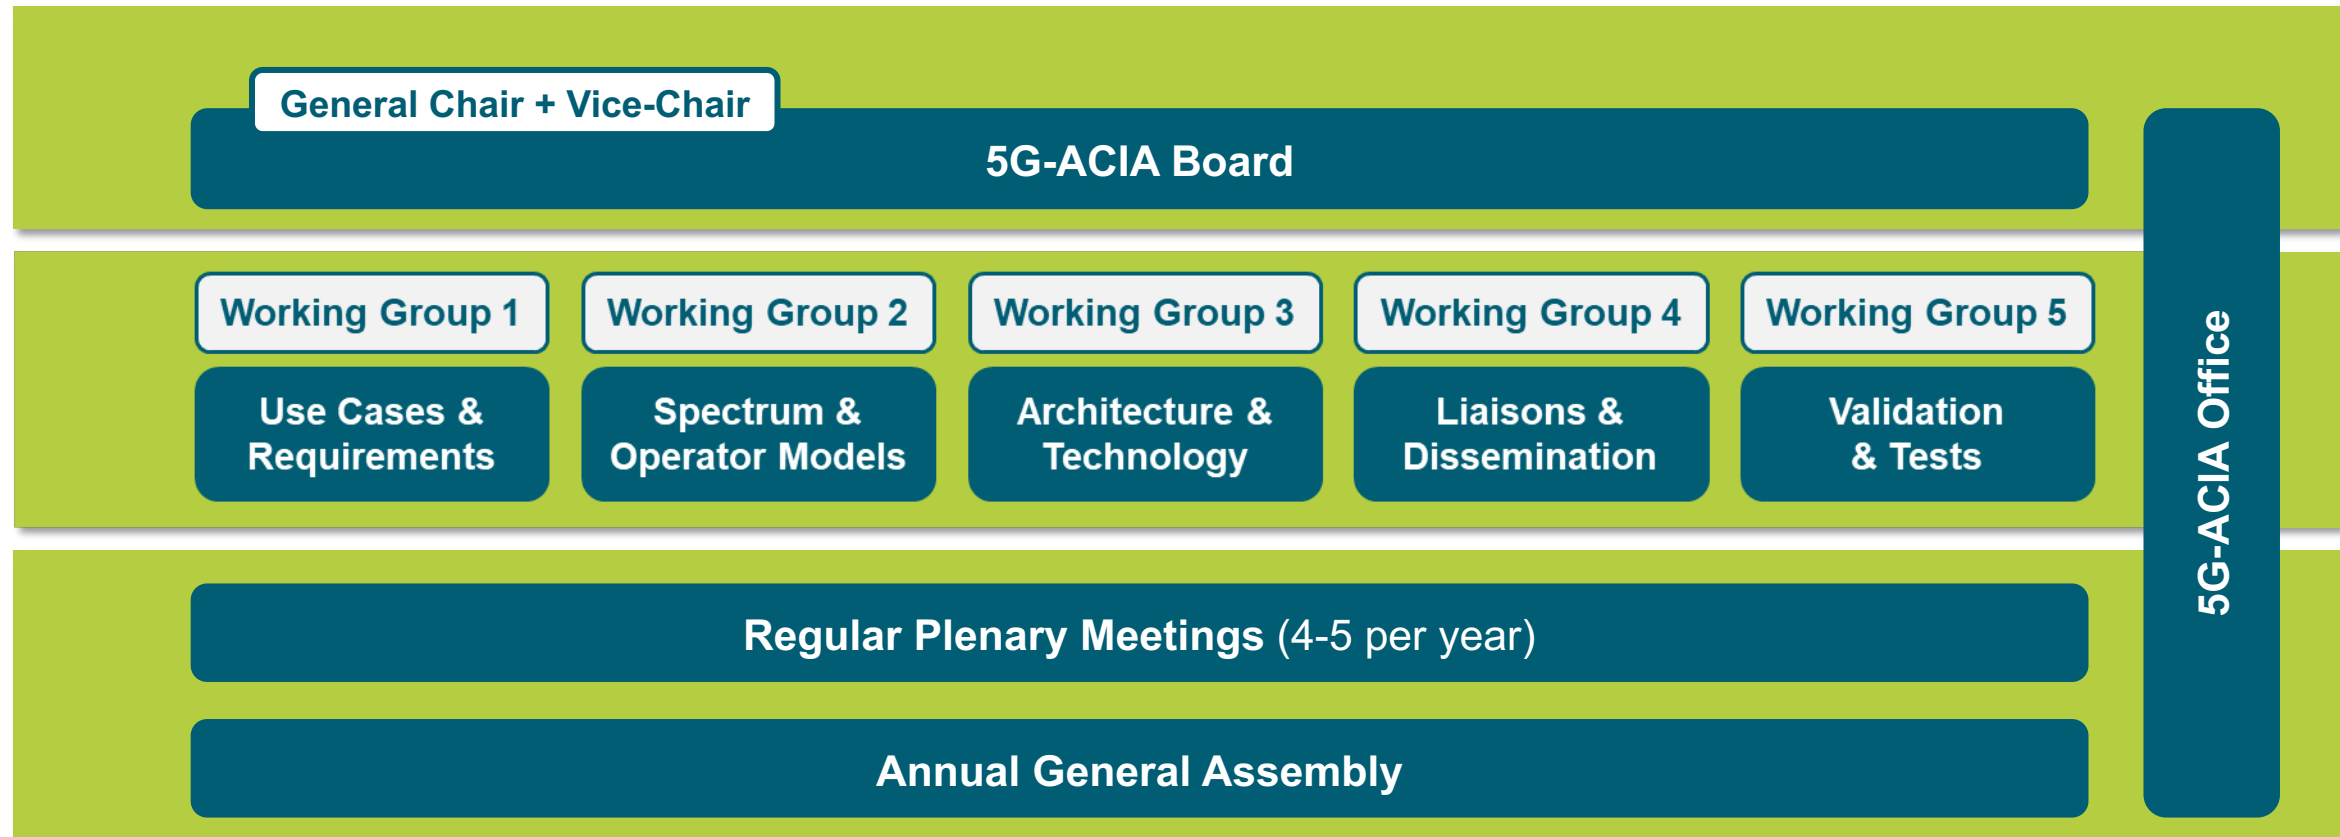 General Chair + Vice-Chair
5G-ACIA Board
Working Group 1
Working Group 2
Working Group 3
Working Group 4
Working Group 5
Use Cases &
Requirements
Spectrum &
Operator Models
Architecture &
Technology
Liaisons &
Dissemination
Validation
& Tests
Regular Plenary Meetings (4-5 per year)
Annual General Assembly
5G-ACIA Office